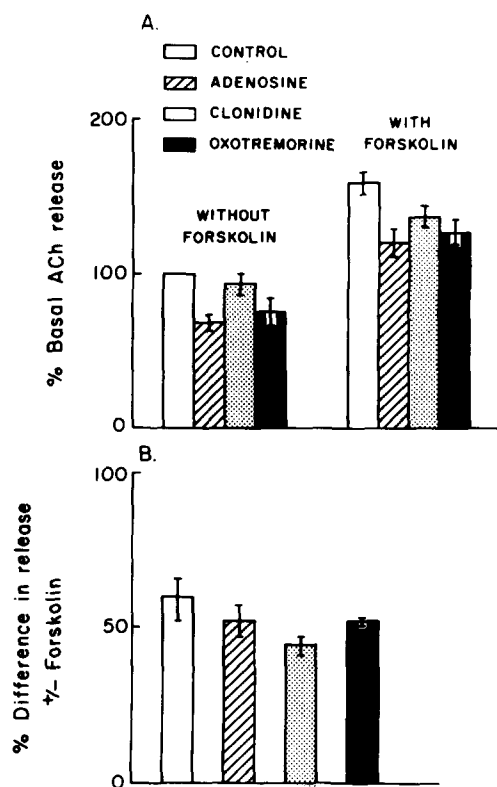 A.
CONTROL
ADENOSINE
CLONIDINE
OXOTREMORINE
200
WITH
FORSKOLIN
WITHOUT
FORSKOLIN
100
0
% Basal ACh release
B.
100
50
0
% Difference in release
+/- Forskolin